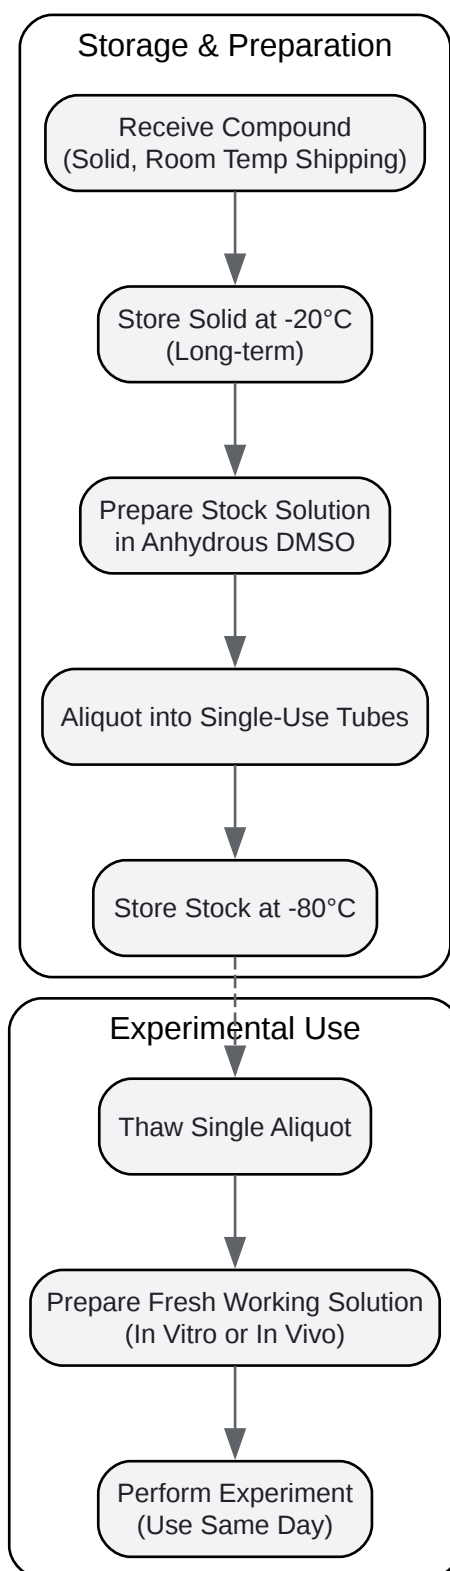 Storage & Preparation
Receive Compound
(Solid, Room Temp Shipping)
Store Solid at -20°C
(Long-term)
Prepare Stock Solution
in Anhydrous DMSO
Aliquot into Single-Use Tubes
Store Stock at -80°C
Experimental Use
Thaw Single Aliquot
Prepare Fresh Working Solution
(In Vitro or In Vivo)
Perform Experiment
(Use Same Day)